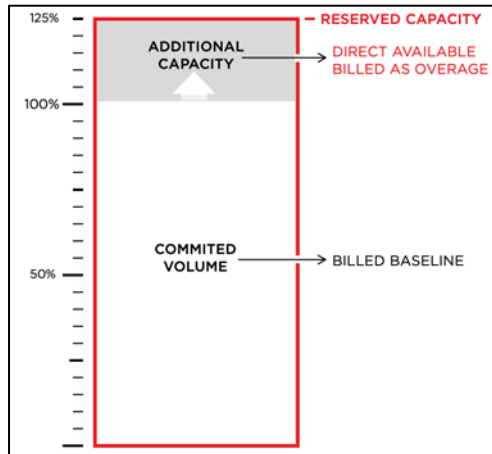 125%
RESERVED CAPACITY
ADDITIONAL
CAPACITY
DIRECT AVAILABLE
BILLED AS OVERAGE
100%
COMMITED
VOLUME
BILLED BASELINE
50%